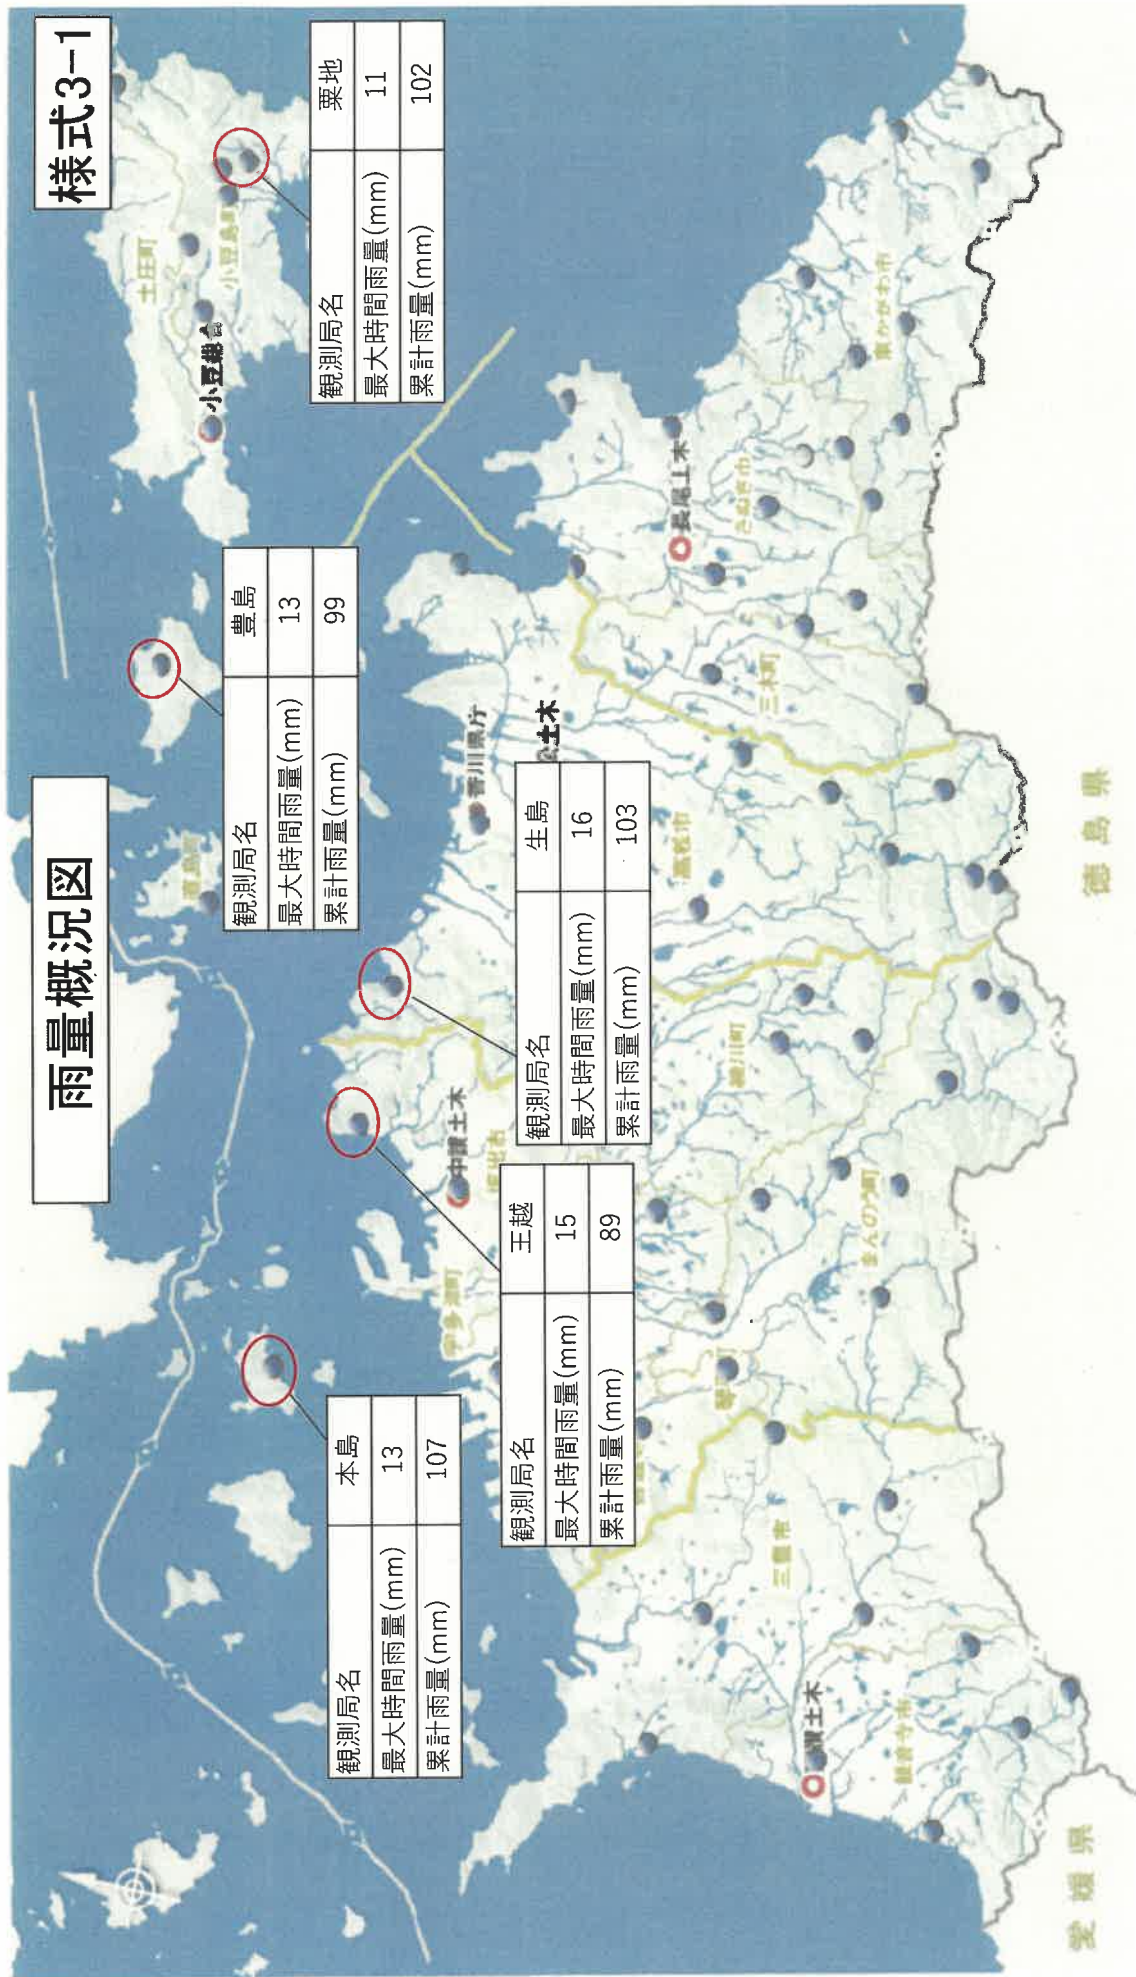 雨量概況図
様式3-1
観測局名 本島
最大時間雨量(mm) 13
累計雨量(mm) 107
観測局名 王越
最大時間雨量(mm) 15
累計雨量(mm) 89
観測局名 生島
最大時間雨量(mm) 16
累計雨量(mm) 103
観測局名 豊島
最大時間雨量(mm) 13
累計雨量(mm) 99
観測局名 粟地
最大時間雨量(mm) 11
累計雨量(mm) 102
土庄町
小豆島町
小豆総合
直島町
香川県庁
土木
高松市
中讃土木
坂出市
宇多津町
綾川町
まんのう町
三豊市
土木
観音寺市
三木町
長尾土木
さぬき市
東かがわ市
徳島県
愛媛県